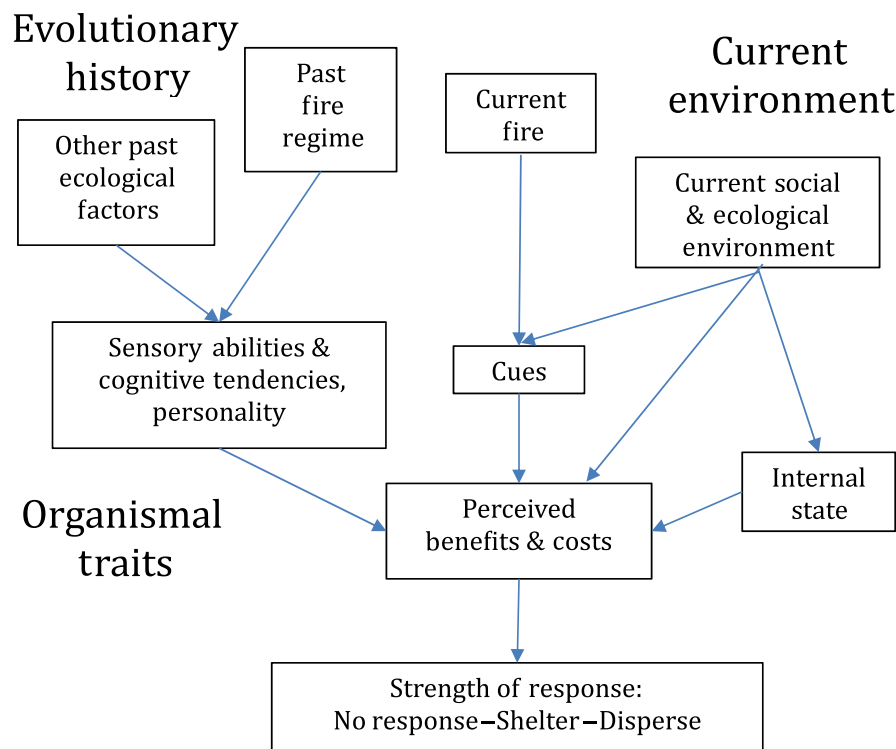 Evolutionary
history
Past
fire
regime
Other past
ecological
factors
Current
fire
Current
environment
Current social
& ecological
environment
Sensory abilities &
cognitive tendencies,
personality
Cues
Internal
state
Organismal
traits
Perceived
benefits & costs
Strength of response:
No response–Shelter–Disperse